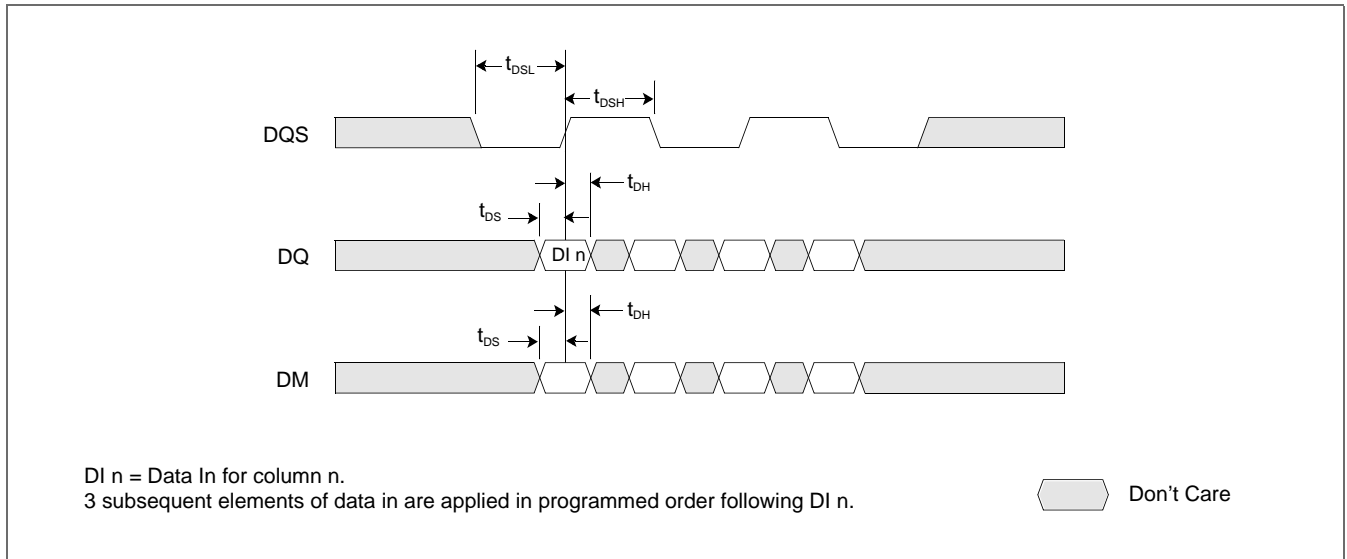 tDSL
tDSH
DQS
tDH
tDS
DQ
DI n
tDH
tDS
DM
DI n = Data In for column n.
3 subsequent elements of data in are applied in programmed order following DI n.
Don't Care